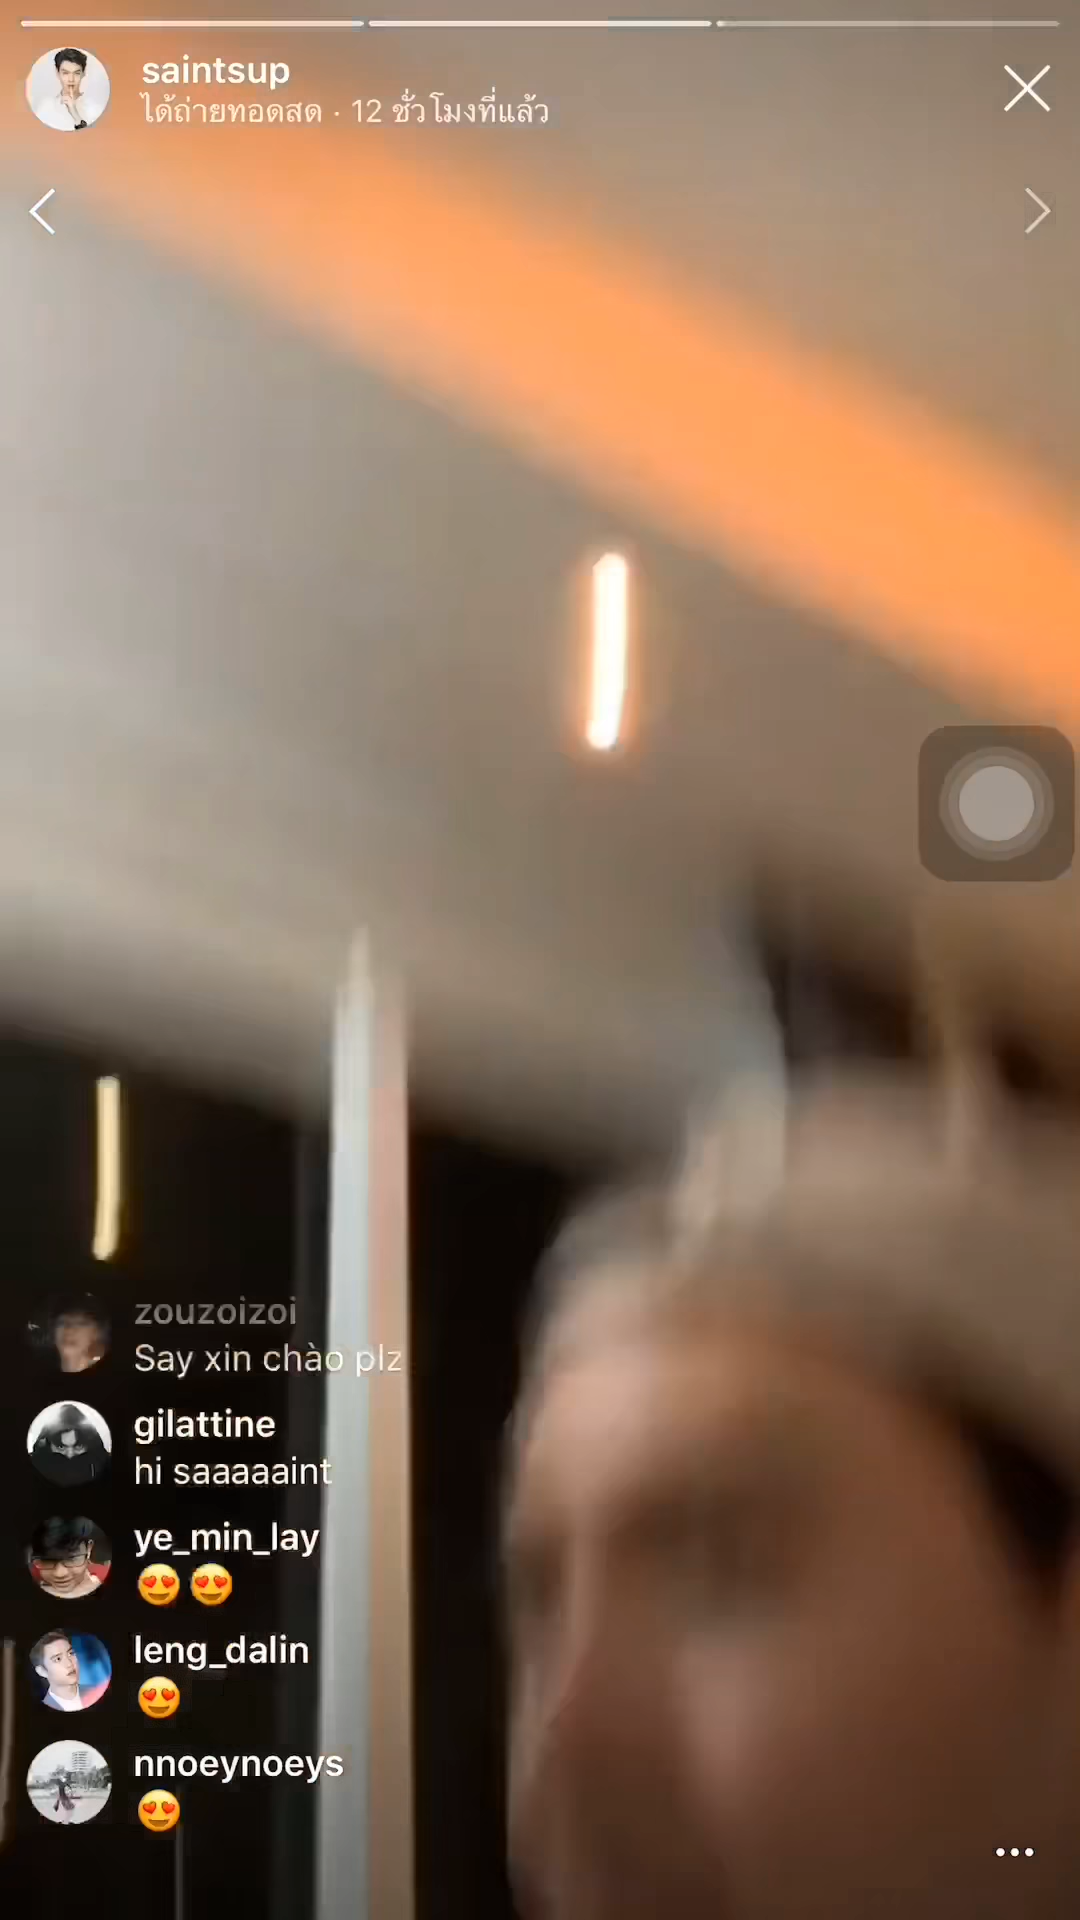 saintsup
ได้ถ่ายทอดสด · 12 ชั่วโมงที่แล้ว
zouzoizoi
Say xin chào plz
gilattine
hi saaaaaint
ye_min_lay
😍 😍
leng_dalin
😍
nnoeynoeys
😍